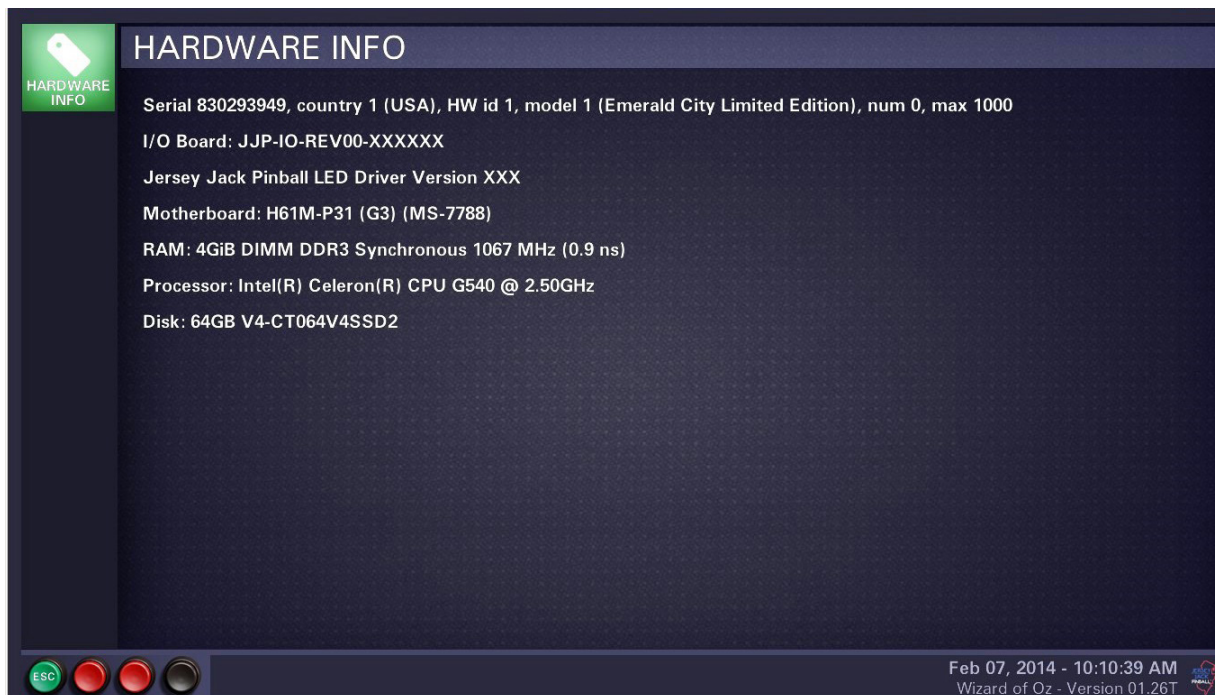 HARDWARE INFO
HARDWARE
INFO
Serial 830293949, country 1 (USA), HW id 1, model 1 (Emerald City Limited Edition), num 0, max 1000
I/O Board: JJP-IO-REV00-XXXXXX
Jersey Jack Pinball LED Driver Version XXX
Motherboard: H61M-P31 (G3) (MS-7788)
RAM: 4GiB DIMM DDR3 Synchronous 1067 MHz (0.9 ns)
Processor: Intel(R) Celeron(R) CPU G540 @ 2.50GHz
Disk: 64GB V4-CT064V4SSD2
ESC
Feb 07, 2014 - 10:10:39 AM
Wizard of Oz - Version 01.26T
JERSEY
JACK
PINBALL